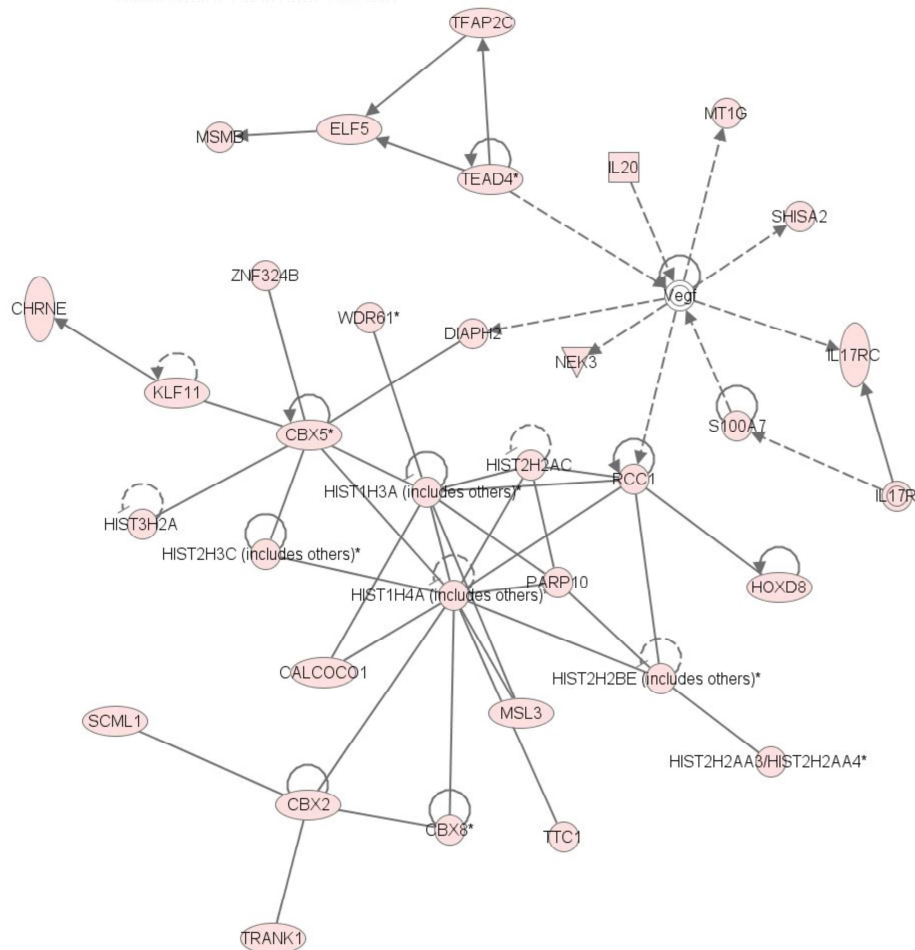 TFAP2C
MT1G
MSMB
ELF5
IL20
TEAD4*
SHISA2
ZNF324B
Vegf
CHRNE
WDR61*
DIAPH2
NEK3
IL17RC
KLF11
CBX5*
S100A7
HIST2H2AC
RCC1
HIST1H3A (includes others)*
IL17R
HIST3H2A
HIST2H3C (includes others)*
PARP10
HOXD8
HIST1H4A (includes others)*
CALCOCO1
HIST2H2BE (includes others)*
SCML1
MSL3
HIST2H2AA3/HIST2H2AA4*
CBX2
CBX8*
TTC1
TRANK1